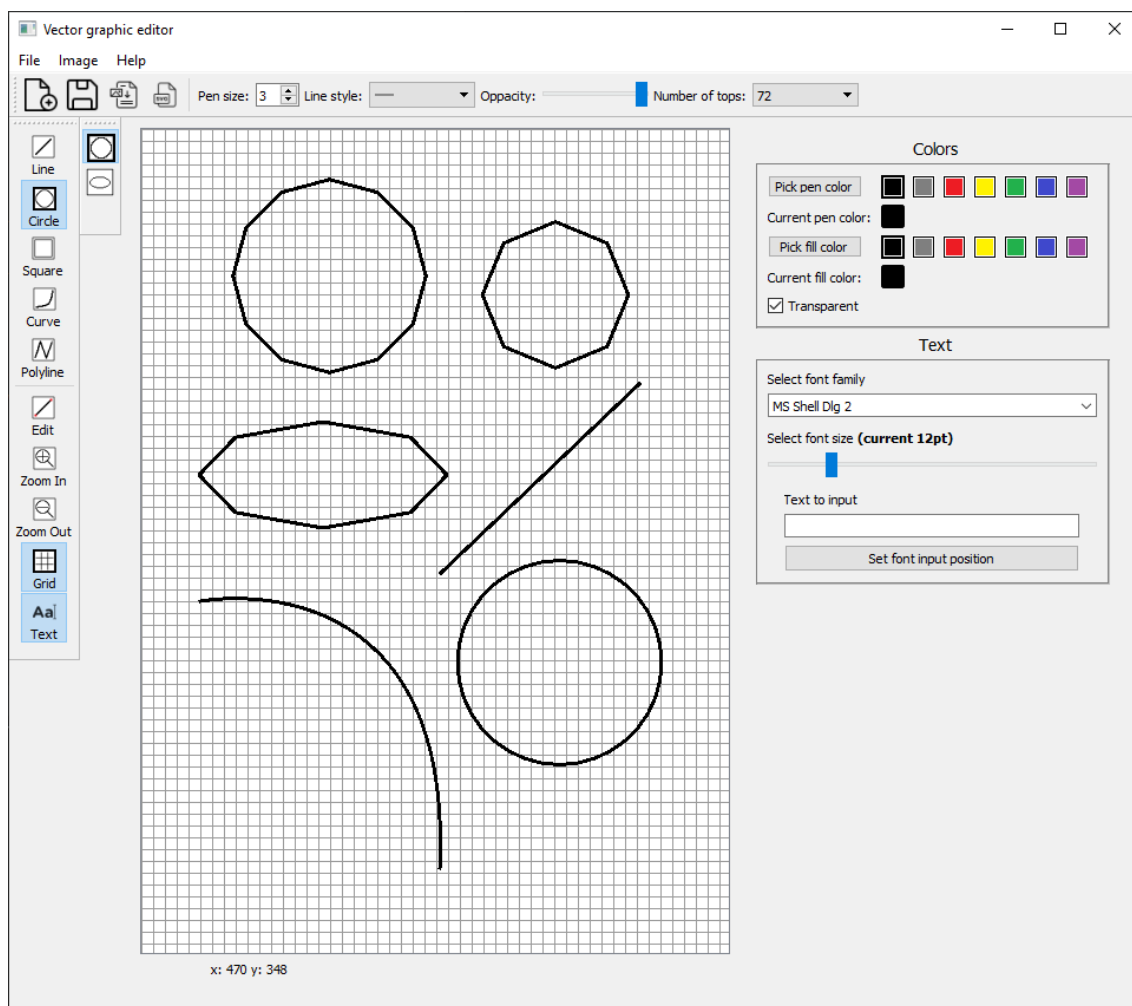 Vector graphic editor
File Image Help
SVG
Pen size: 3 Line style: Oppacity: Number of tops: 72
Line
Circle
Square
Curve
Polyline
Edit
Zoom In
Zoom Out
Grid
Aa
Text
x: 470 y: 348
Colors
Pick pen color
Current pen color:
Pick fill color
Current fill color:
Transparent
Text
Select font family
MS Shell Dlg 2
Select font size (current 12pt)
Text to input
Set font input position